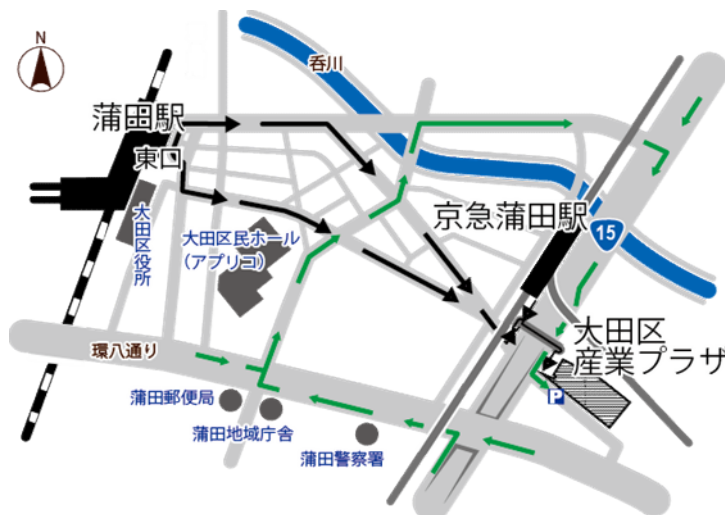 N
呑川
蒲田駅
東口
京急蒲田駅
15
大田区役所
大田区民ホール
(アプリコ)
大田区
産業プラザ
環八通り
P
蒲田郵便局
蒲田地域庁舎
蒲田警察署